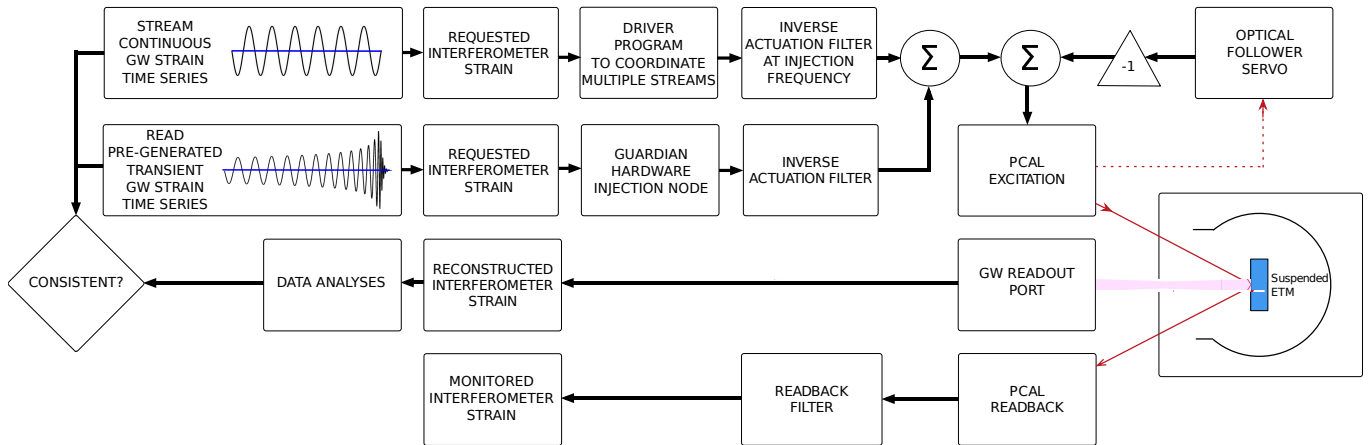 STREAM
CONTINUOUS
GW STRAIN
TIME SERIES
REQUESTED
INTERFEROMETER
STRAIN
DRIVER
PROGRAM
TO COORDINATE
MULTIPLE STREAMS
INVERSE
ACTUATION FILTER
AT INJECTION
FREQUENCY
Σ
Σ
-1
OPTICAL
FOLLOWER
SERVO
READ
PRE-GENERATED
TRANSIENT
GW STRAIN
TIME SERIES
REQUESTED
INTERFEROMETER
STRAIN
GUARDIAN
HARDWARE
INJECTION NODE
INVERSE
ACTUATION FILTER
PCAL
EXCITATION
CONSISTENT?
DATA ANALYSES
RECONSTRUCTED
INTERFEROMETER
STRAIN
GW READOUT
PORT
Suspended
ETM
MONITORED
INTERFEROMETER
STRAIN
READBACK
FILTER
PCAL
READBACK